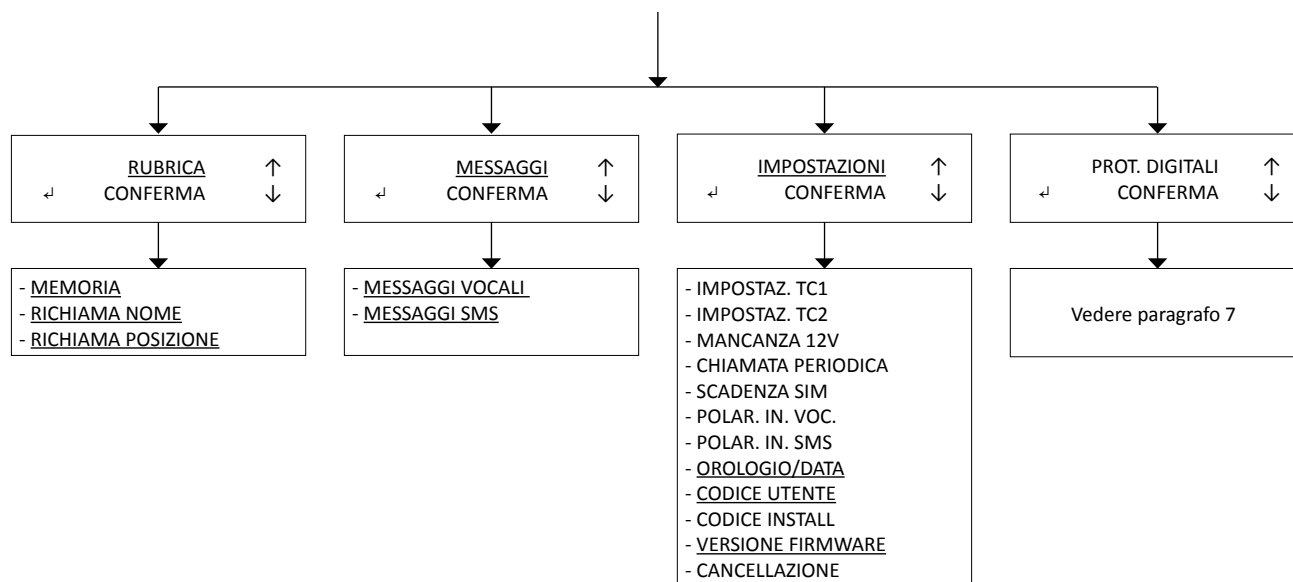 RUBRICA ↑
↲ CONFERMA ↓
- MEMORIA
- RICHIAMA NOME
- RICHIAMA POSIZIONE
MESSAGGI ↑
↲ CONFERMA ↓
- MESSAGGI VOCALI
- MESSAGGI SMS
IMPOSTAZIONI ↑
↲ CONFERMA ↓
- IMPOSTAZ. TC1
- IMPOSTAZ. TC2
- MANCANZA 12V
- CHIAMATA PERIODICA
- SCADENZA SIM
- POLAR. IN. VOC.
- POLAR. IN. SMS
- OROLOGIO/DATA
- CODICE UTENTE
- CODICE INSTALL
- VERSIONE FIRMWARE
- CANCELLAZIONE
PROT. DIGITALI ↑
↲ CONFERMA ↓
Vedere paragrafo 7